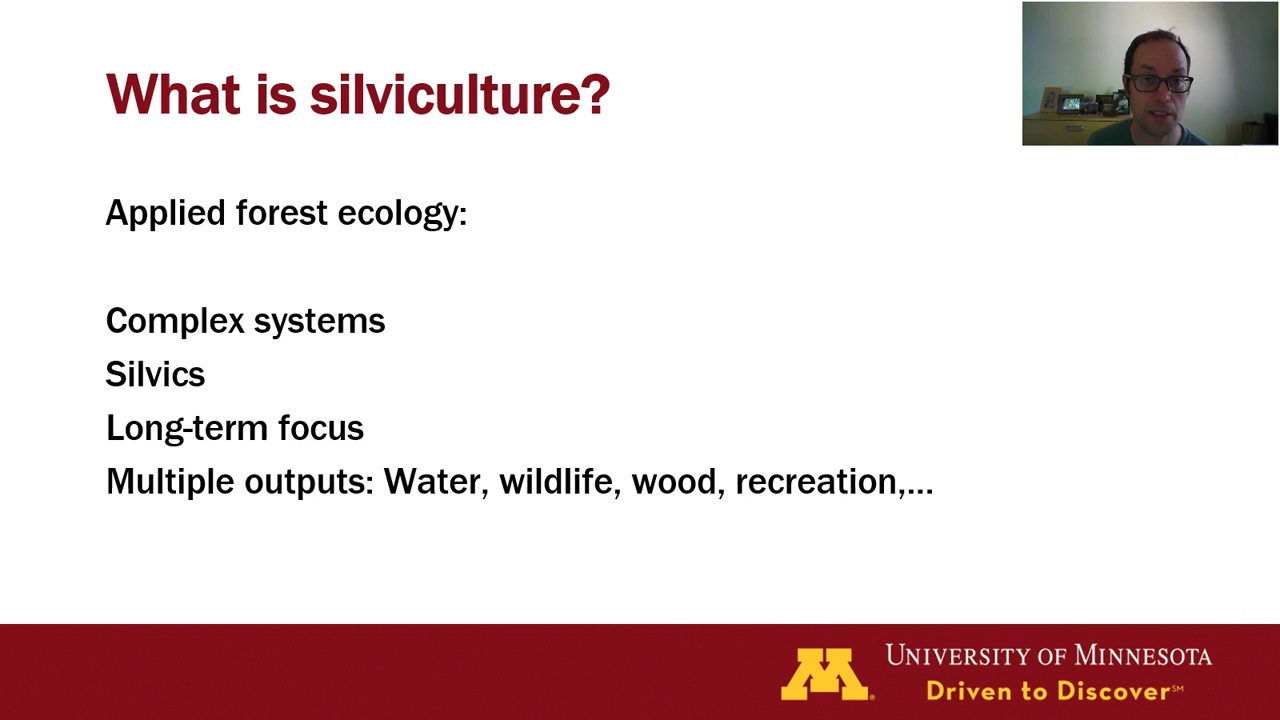 What is silviculture?
Applied forest ecology:
Complex systems
Silvics
Long-term focus
Multiple outputs: Water, wildlife, wood, recreation,...
M®
UNIVERSITY OF MINNESOTA
Driven to Discover℠